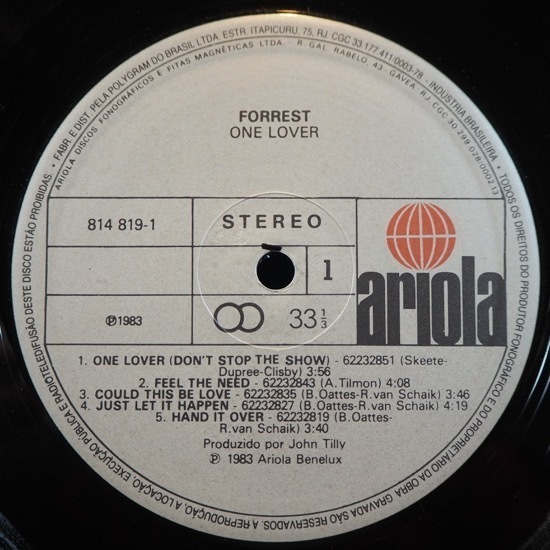 FABR. E DIST. PELA POLYGRAM DO BRASIL LTDA. EST. ITAPICURU, 75, RJ. CGC 33.177.411/0003-78 - INDÚSTRIA BRASILEIRA
ARIOLA DISCOS FONOGRÁFICOS E FITAS MAGNÉTICAS LTDA - R. GAL. RABELO, 43 - GÁVEA - RJ, CGC 30.299.028/0002-13
TODOS OS DIREITOS DO PRODUTOR FONOGRÁFICO E DO PROPRIETÁRIO DA OBRA GRAVADA SÃO RESERVADOS. A REPRODUÇÃO, A LOCAÇÃO, EXECUÇÃO PÚBLICA E RADIOTELEDIFUSÃO DESTE DISCO ESTÃO PROIBIDAS
FORREST
ONE LOVER
814 819-1
STEREO
1
℗1983
33 1/3
ariola
1. ONE LOVER (DON'T STOP THE SHOW) - 62232851 (Skeete-
Dupree-Clisby) 3:56
2. FEEL THE NEED - 62232843 (A.Tilmon) 4:08
3. COULD THIS BE LOVE - 62232835 (B.Oattes-R.van Schaik) 3:46
4. JUST LET IT HAPPEN - 62232827 (B.Oattes-R.van Schaik) 4:19
5. HAND IT OVER - 62232819 (B.Oattes-
R.van Schaik) 3:40
Produzido por John Tilly
℗ 1983 Ariola Benelux